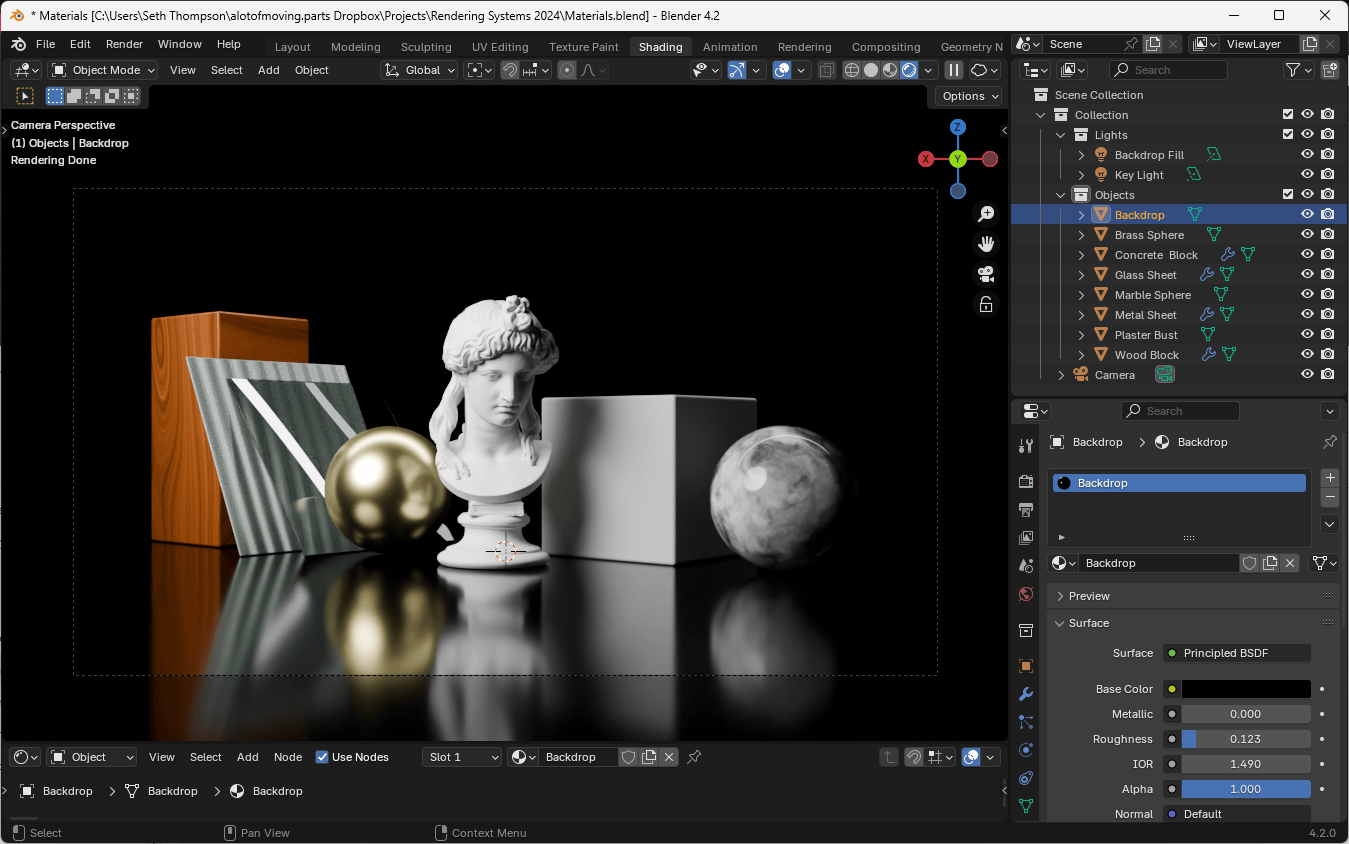 * Materials [C:\Users\Seth Thompson\alotofmoving.parts Dropbox\Projects\Rendering Systems 2024\Materials.blend] - Blender 4.2
File Edit Render Window Help Layout Modeling Sculpting UV Editing Texture Paint Shading Animation Rendering Compositing Geometry N
Scene ViewLayer
Object Mode View Select Add Object Global
Search
Options
Camera Perspective
(1) Objects | Backdrop
Rendering Done
Z
X Y
Scene Collection
Collection
Lights
Backdrop Fill
Key Light
Objects
Backdrop
Brass Sphere
Concrete Block
Glass Sheet
Marble Sphere
Metal Sheet
Plaster Bust
Wood Block
Camera
Search
Backdrop > Backdrop
Backdrop
Backdrop
Preview
Surface
Surface Principled BSDF
Base Color
Metallic 0.000
Roughness 0.123
IOR 1.490
Alpha 1.000
Normal Default
Object View Select Add Node Use Nodes Slot 1 Backdrop
Backdrop > Backdrop > Backdrop
Select Pan View Context Menu 4.2.0